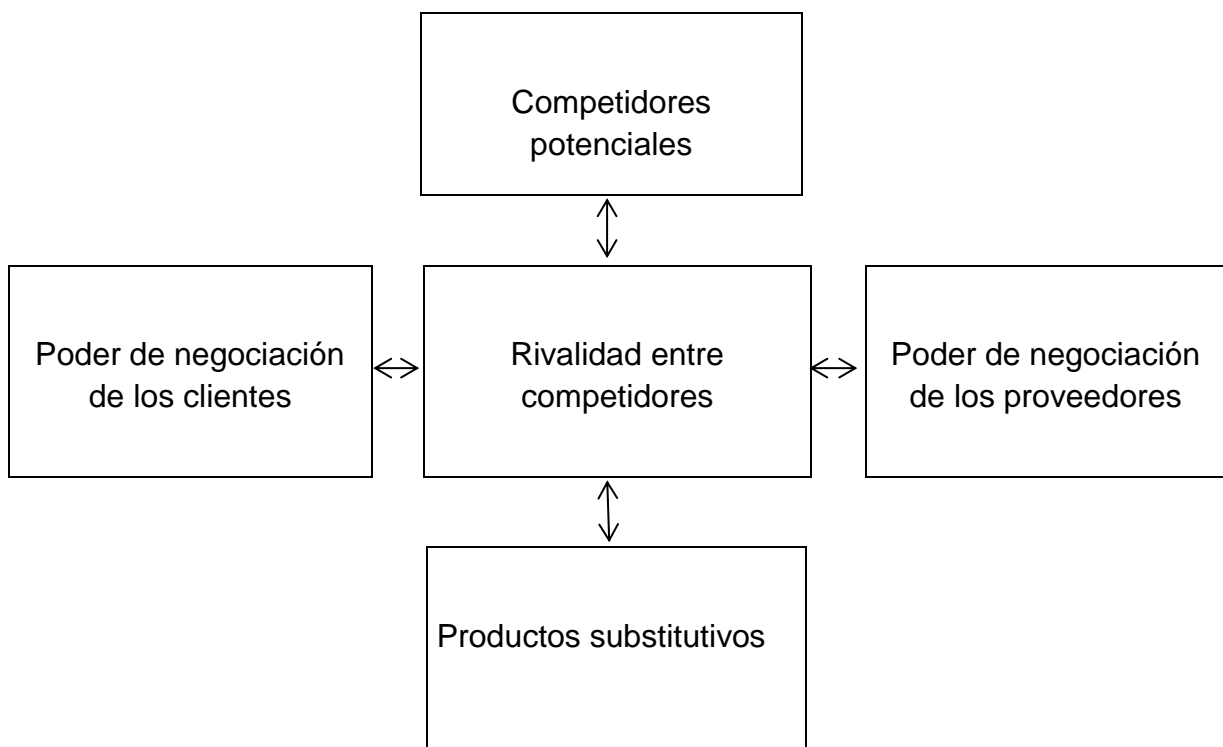 Competidores
potenciales
Poder de negociación
de los clientes
Rivalidad entre
competidores
Poder de negociación
de los proveedores
Productos substitutivos